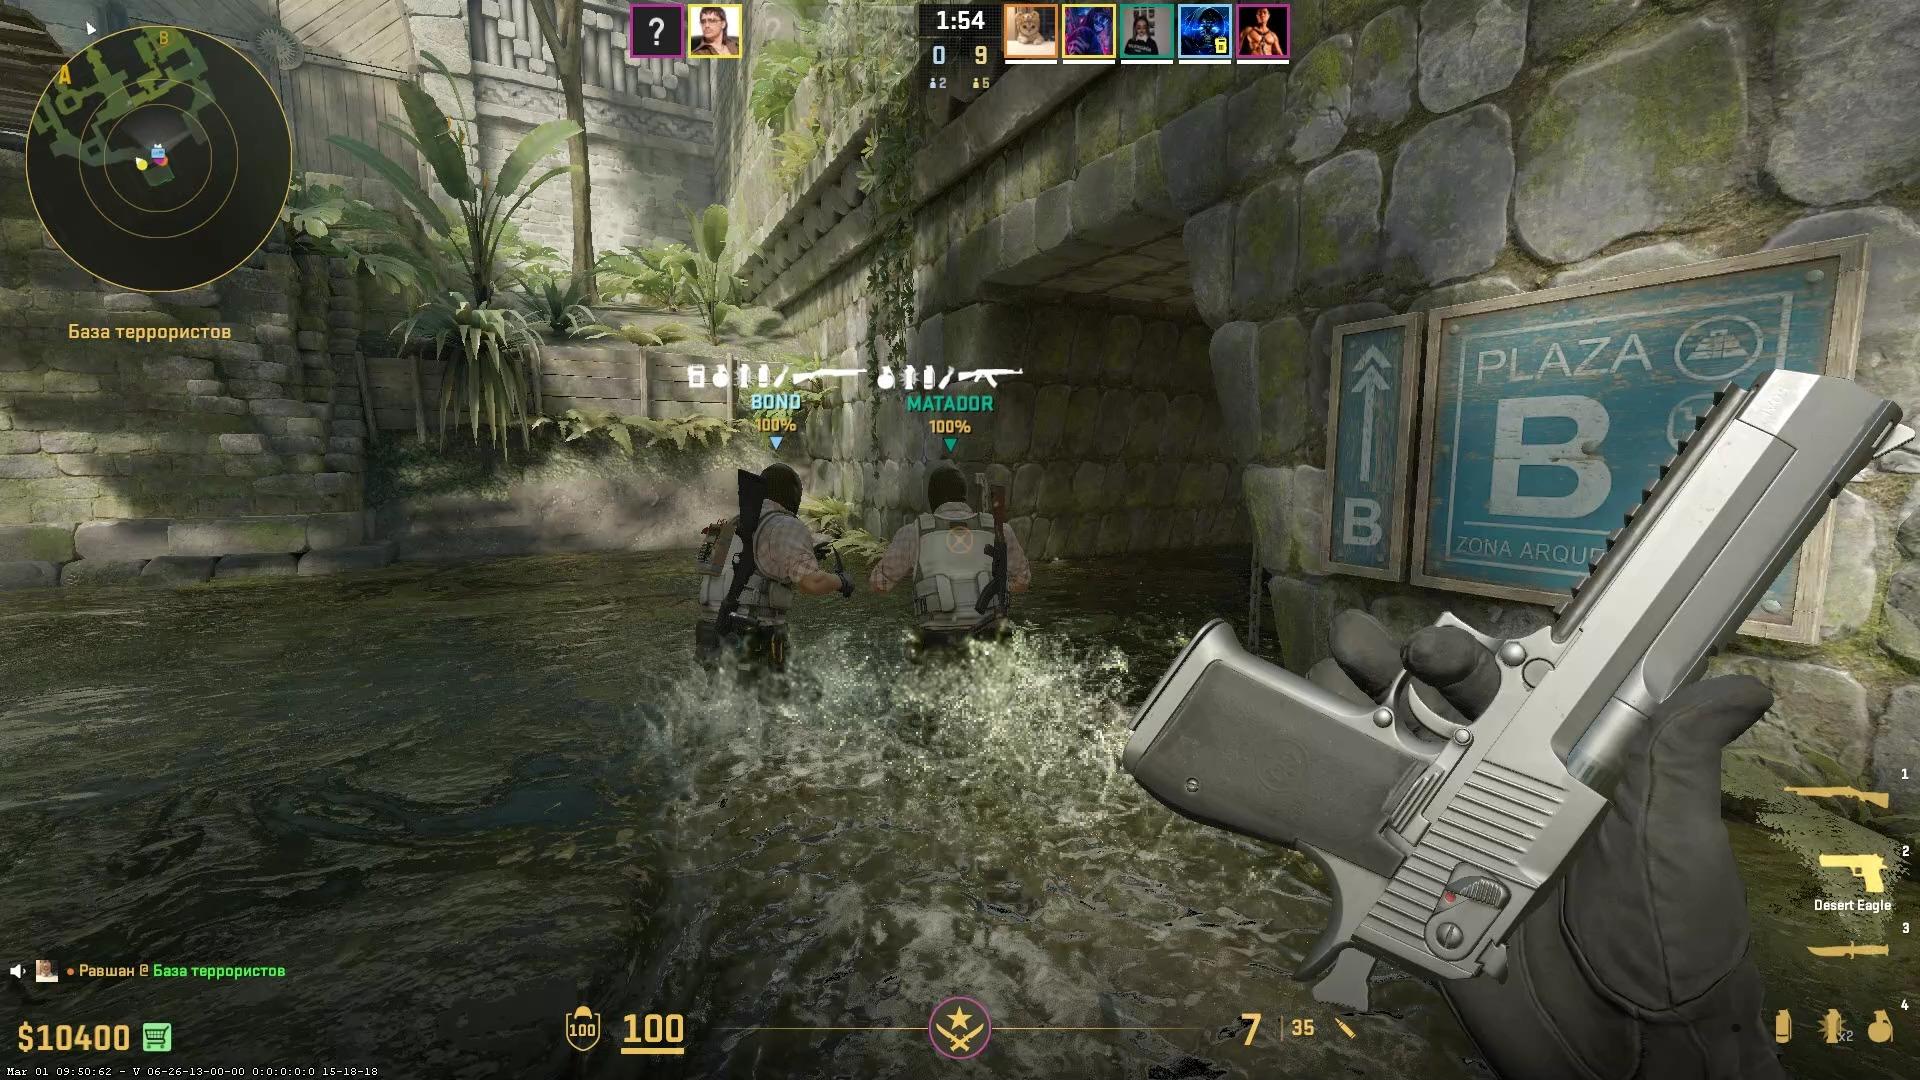 B
A
?
1:54
0 9
2 5
База террористов
BOND
100%
MATADOR
100%
B
PLAZA
B
ZONA ARQUE
1
2
Desert Eagle
3
4
x2
Равшан @ База террористов
$10400
100
100
7 | 35
Mar 01 09:50:62 - V 06-26-13-00-00 0:0:0:0:0 15-18-18